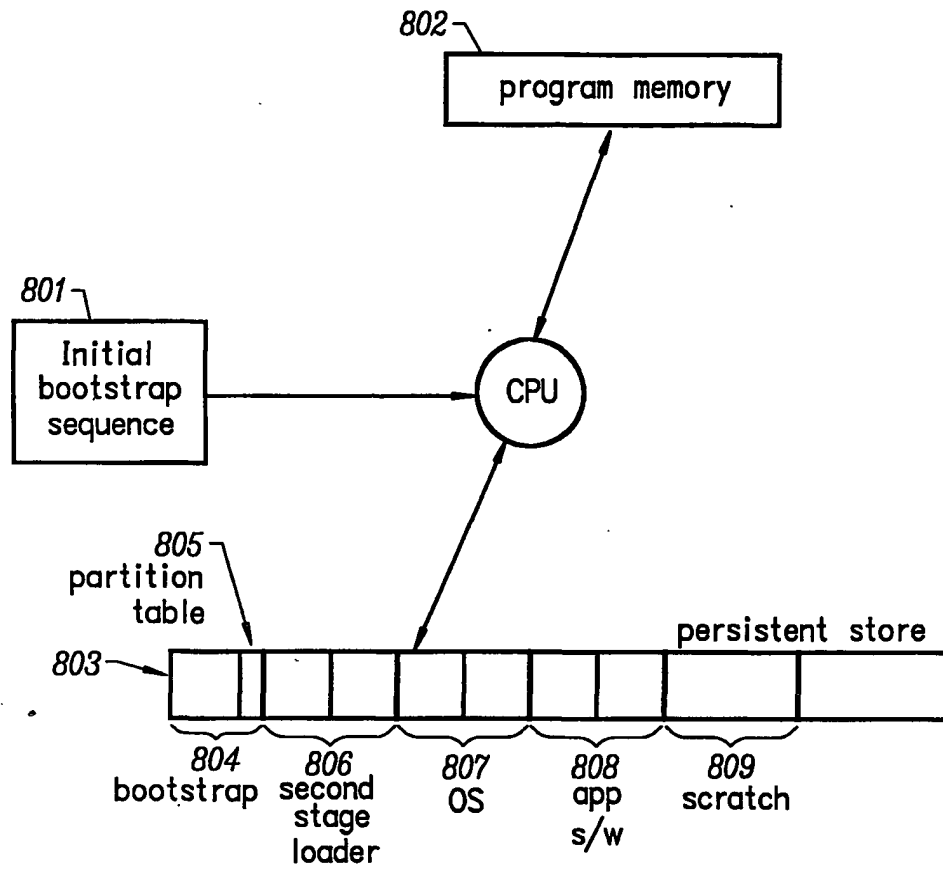 802
program memory
801
Initial
bootstrap
sequence
CPU
805
partition
table
persistent store
803
804
bootstrap
806
second
stage
loader
807
OS
808
app
s/w
809
scratch